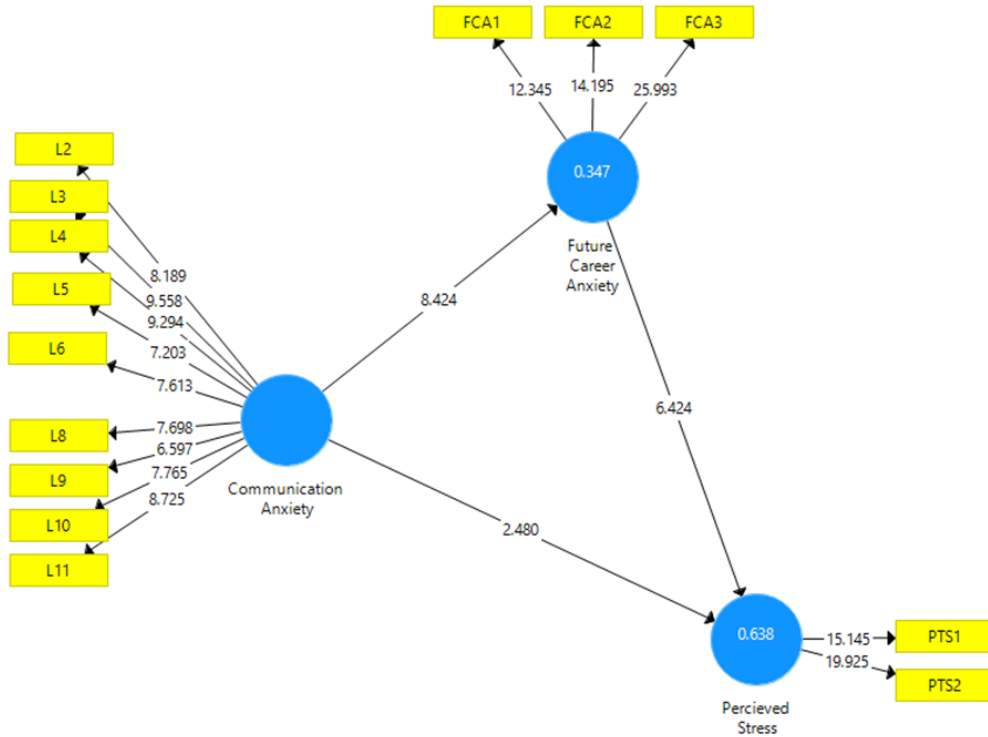 FCA1
FCA2
FCA3
12.345
14.195
25.993
0.347
Future
Career
Anxiety
L2
L3
L4
L5
L6
L8
L9
L10
L11
8.189
9.558
9.294
7.203
7.613
7.698
6.597
7.765
8.725
Communication
Anxiety
8.424
6.424
2.480
0.638
Percieved
Stress
15.145
19.925
PTS1
PTS2